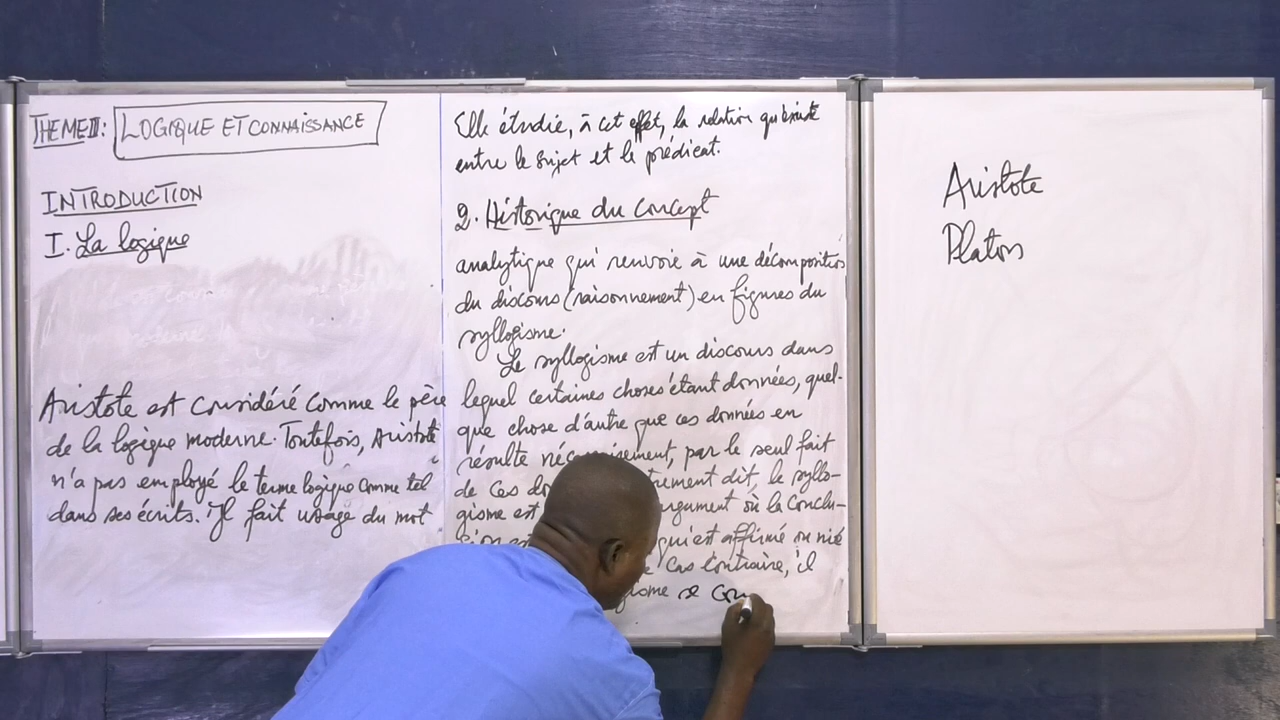 THEME II: LOGIQUE ET CONNAISSANCE
INTRODUCTION
I. La logique
Aristote est considéré comme le père
de la logique moderne. Toutefois, Aristote
n'a pas employé le terme logique comme tel
dans ses écrits. Il fait usage du mot
Elle étudie, à cet effet, la relation qui existe
entre le sujet et le prédicat.
2. Historique du concept
analytique qui renvoie à une décomposition
du discours (raisonnement) en figures du
syllogisme.
Le syllogisme est un discours dans
lequel certaines choses étant données, quel-
que chose d'autre que ces données en
résulte par le seul fait
de ces dit, le syllo-
gisme est où la conclu-
qui est affirmé ou nié
cas contraire, il
se con
Aristote
Platon